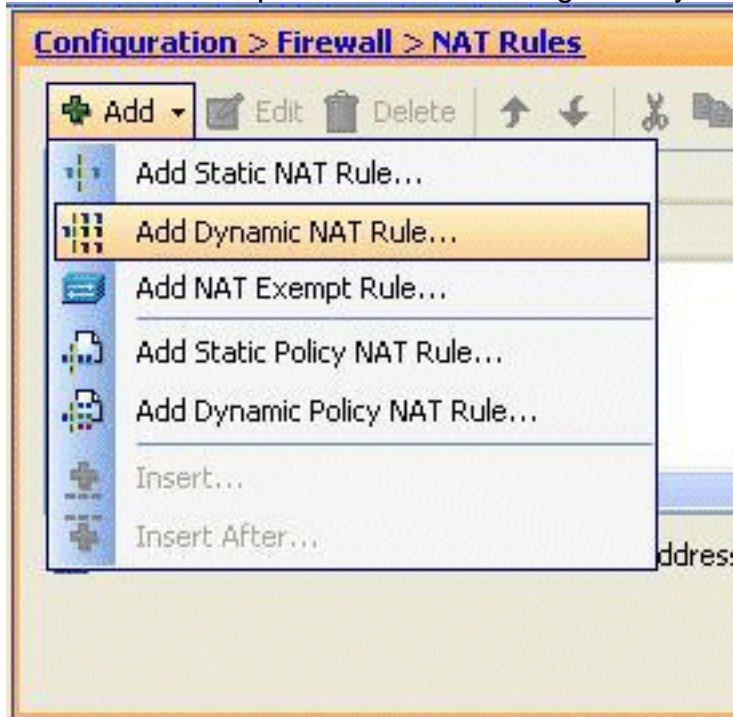 Configuration > Firewall > NAT Rules
Add Edit Delete
Add Static NAT Rule...
Add Dynamic NAT Rule...
Add NAT Exempt Rule...
Add Static Policy NAT Rule...
Add Dynamic Policy NAT Rule...
Insert...
Insert After...